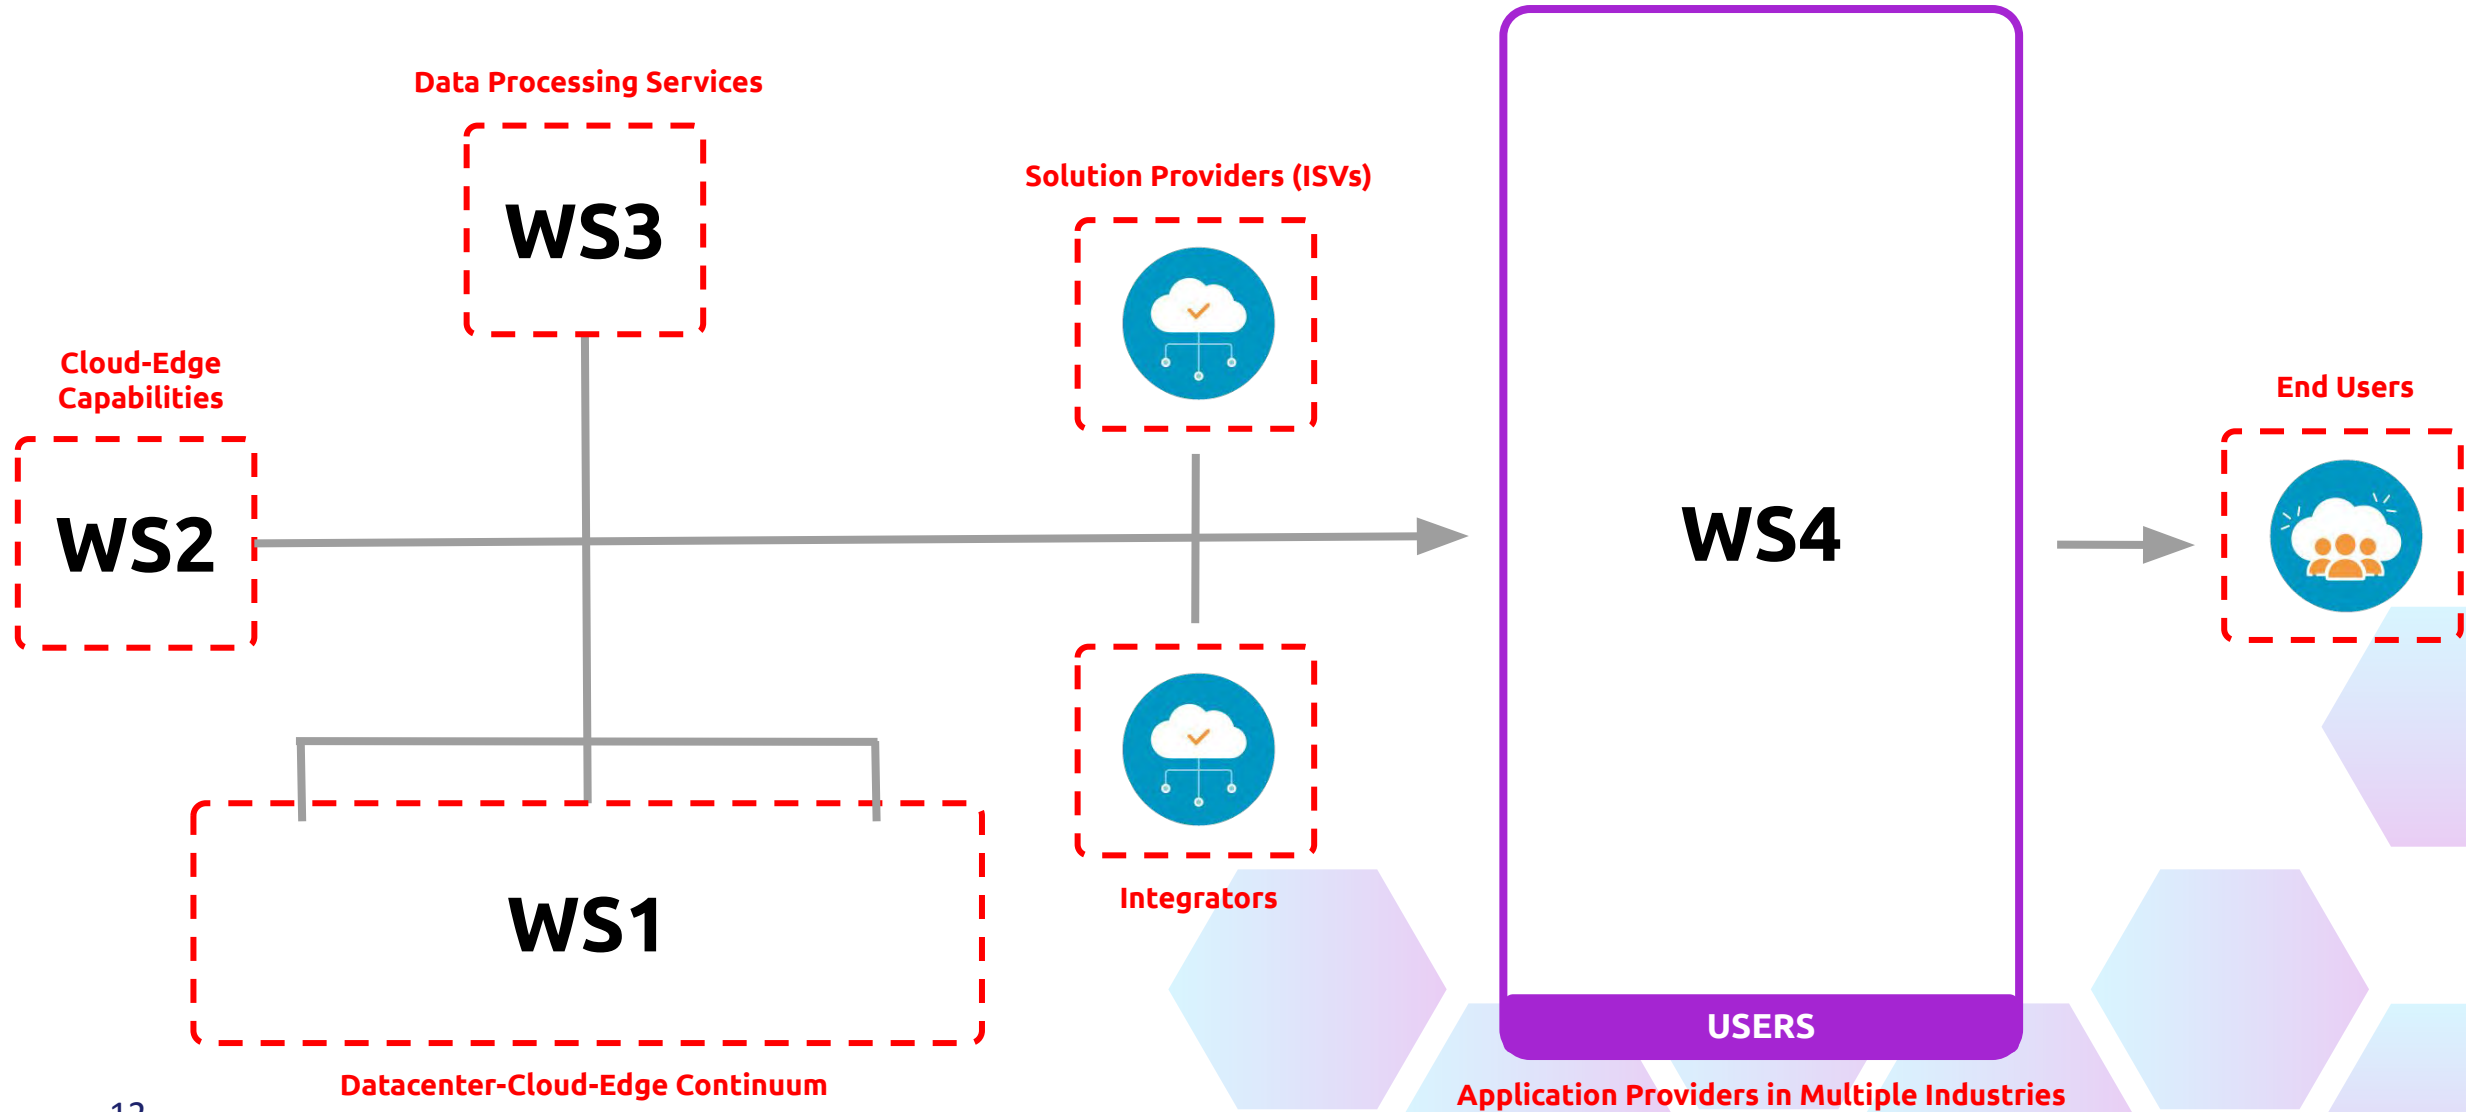 Data Processing Services
WS3
Solution Providers (ISVs)
Cloud-Edge
Capabilities
WS2
WS4
End Users
Integrators
WS1
USERS
Datacenter-Cloud-Edge Continuum
Application Providers in Multiple Industries